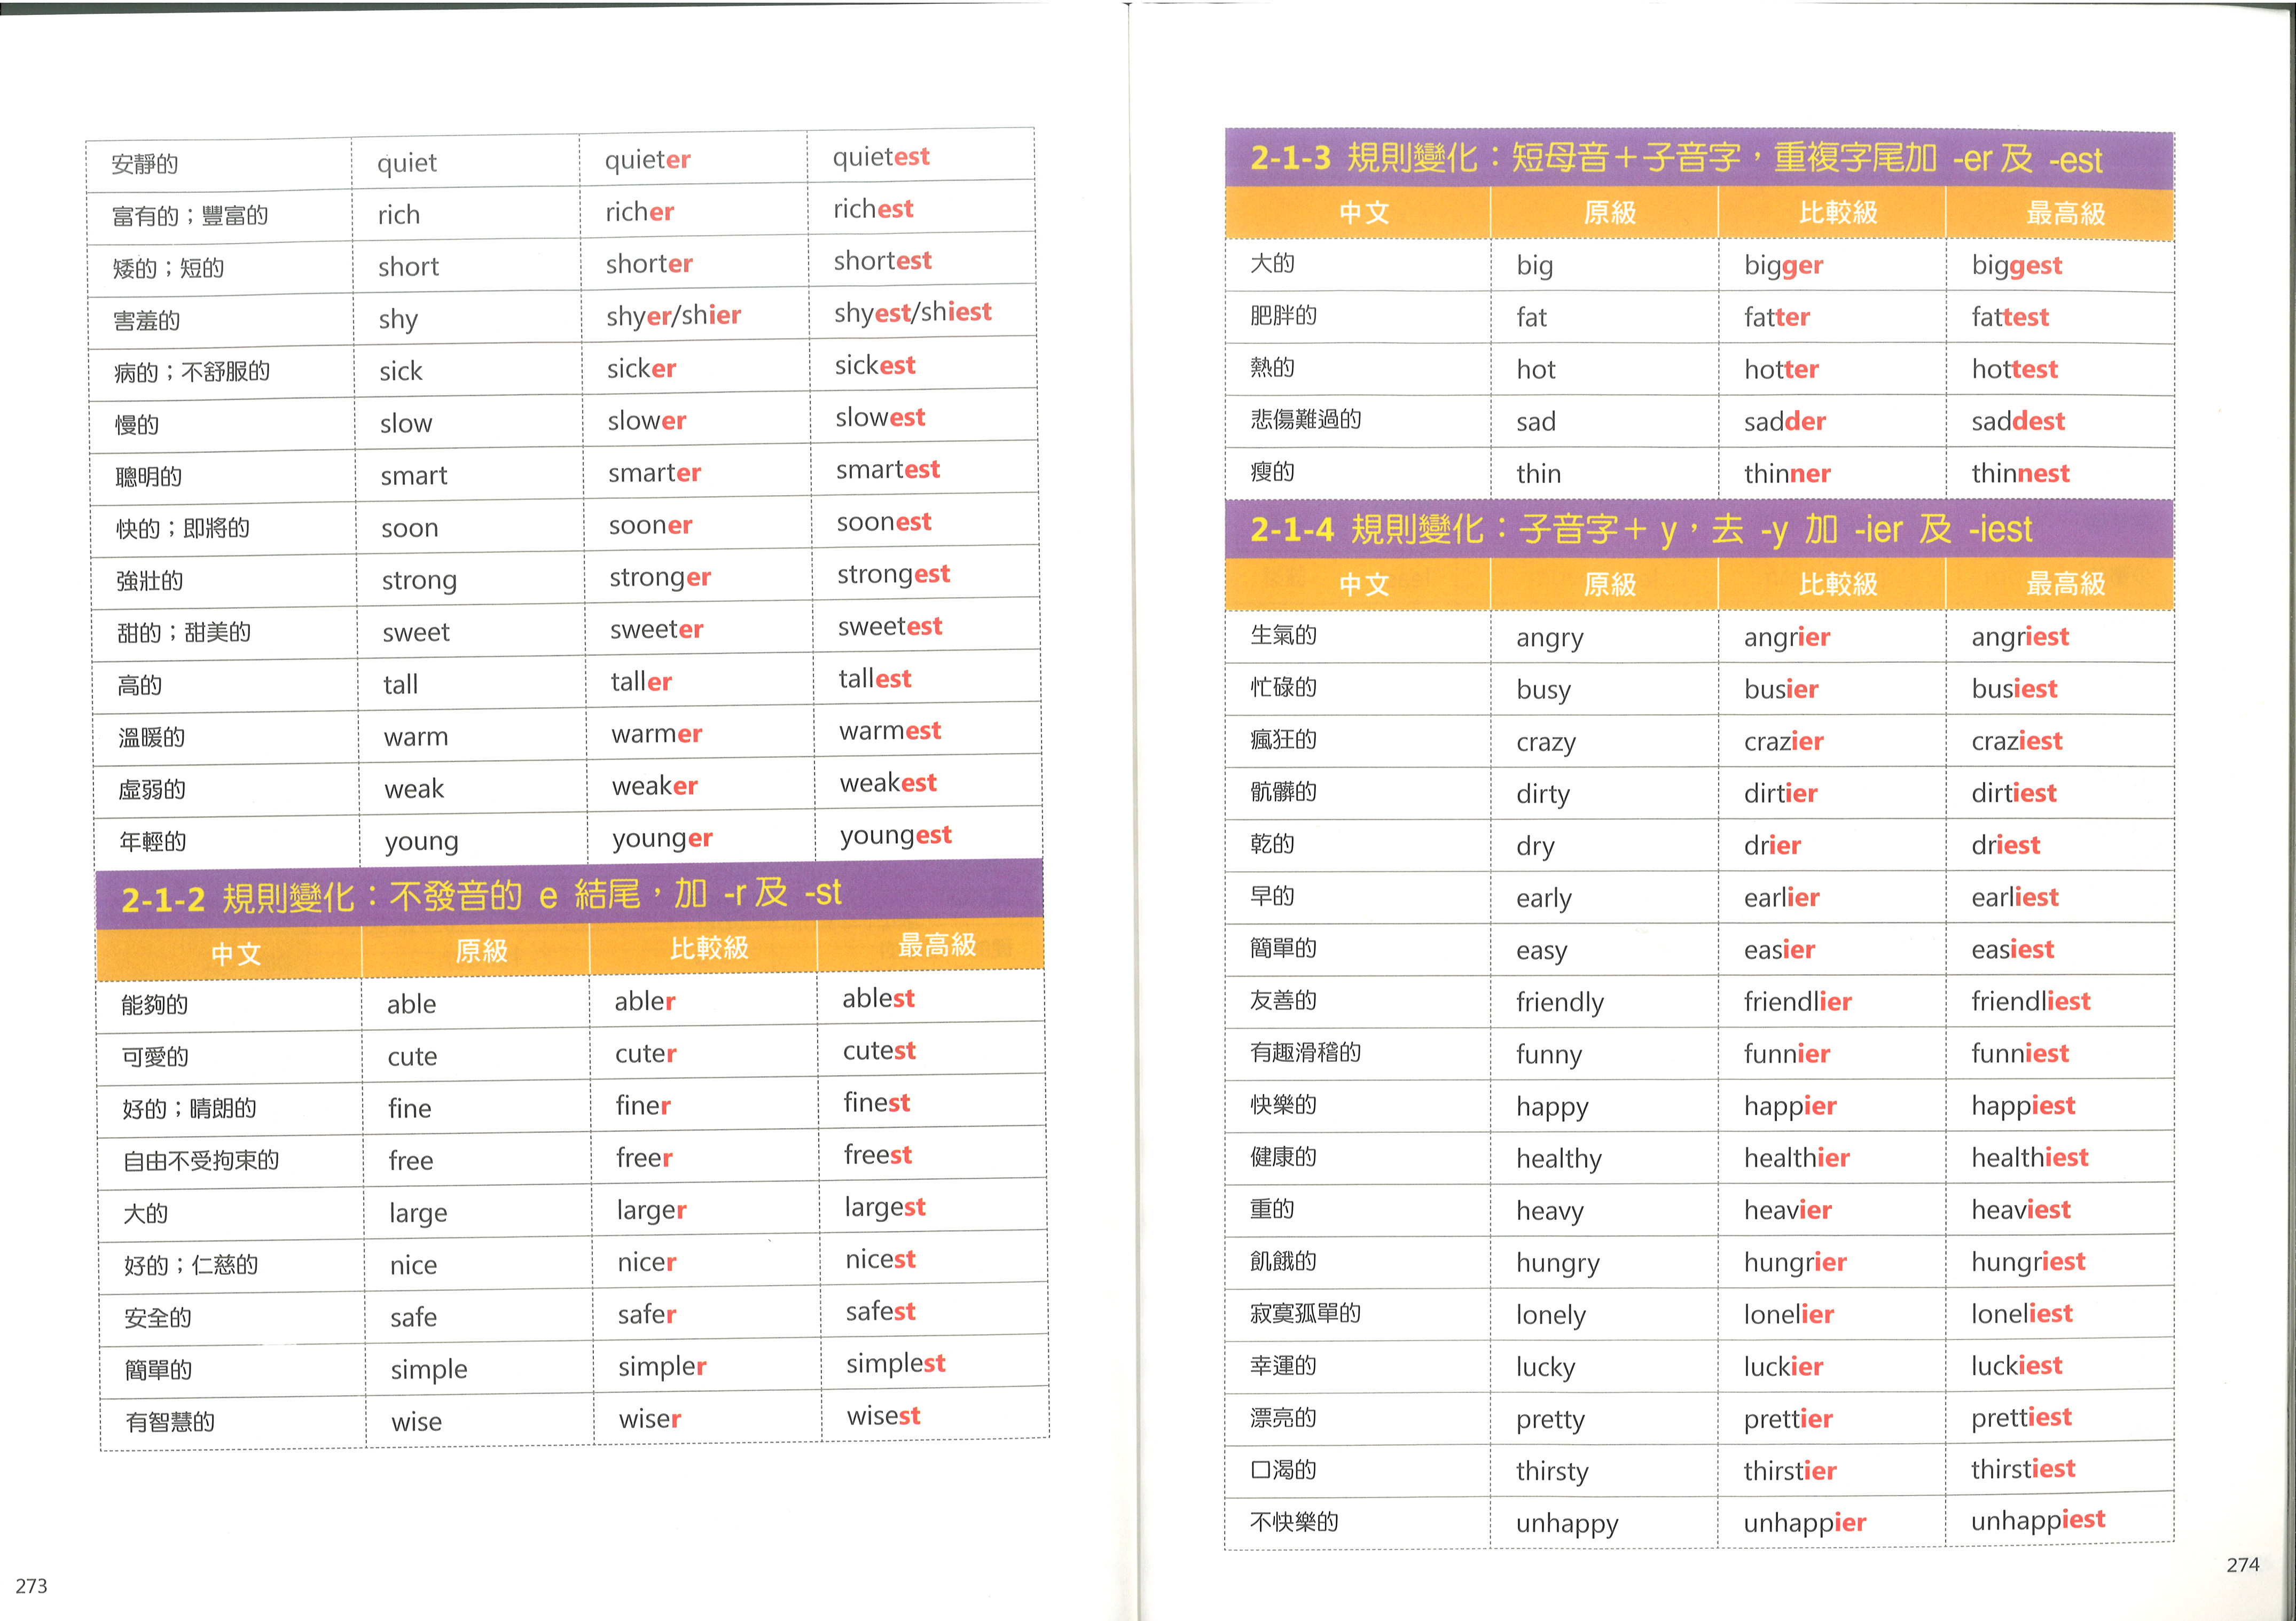 安靜的 quiet quieter quietest
富有的；豐富的 rich richer richest
矮的；短的 short shorter shortest
害羞的 shy shyer/shier shyest/shiest
病的；不舒服的 sick sicker sickest
慢的 slow slower slowest
聰明的 smart smarter smartest
快的；即將的 soon sooner soonest
強壯的 strong stronger strongest
甜的；甜美的 sweet sweeter sweetest
高的 tall taller tallest
溫暖的 warm warmer warmest
虛弱的 weak weaker weakest
年輕的 young younger youngest
2-1-2 規則變化：不發音的 e 結尾，加 -r 及 -st
中文 原級 比較級 最高級
能夠的 able abler ablest
可愛的 cute cuter cutest
好的；晴朗的 fine finer finest
自由不受拘束的 free freer freest
大的 large larger largest
好的；仁慈的 nice nicer nicest
安全的 safe safer safest
簡單的 simple simpler simplest
有智慧的 wise wiser wisest
273
2-1-3 規則變化：短母音＋子音字，重複字尾加 -er 及 -est
中文 原級 比較級 最高級
大的 big bigger biggest
肥胖的 fat fatter fattest
熱的 hot hotter hottest
悲傷難過的 sad sadder saddest
瘦的 thin thinner thinnest
2-1-4 規則變化：子音字＋ y，去 -y 加 -ier 及 -iest
中文 原級 比較級 最高級
生氣的 angry angrier angriest
忙碌的 busy busier busiest
瘋狂的 crazy crazier craziest
骯髒的 dirty dirtier dirtiest
乾的 dry drier driest
早的 early earlier earliest
簡單的 easy easier easiest
友善的 friendly friendlier friendliest
有趣滑稽的 funny funnier funniest
快樂的 happy happier happiest
健康的 healthy healthier healthiest
重的 heavy heavier heaviest
飢餓的 hungry hungrier hungriest
寂寞孤單的 lonely lonelier loneliest
幸運的 lucky luckier luckiest
漂亮的 pretty prettier prettiest
口渴的 thirsty thirstier thirstiest
不快樂的 unhappy unhappier unhappiest
274